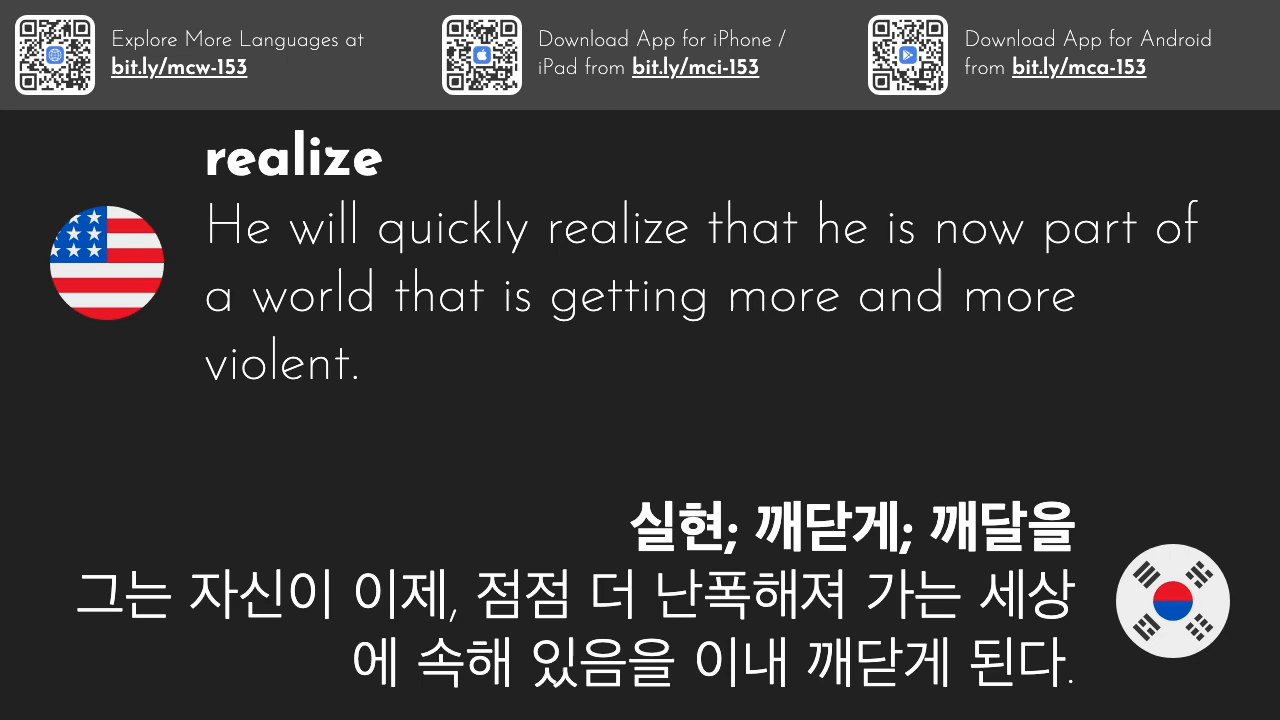 Explore More Languages at
bit.ly/mcw-153
Download App for iPhone /
iPad from bit.ly/mci-153
Download App for Android
from bit.ly/mca-153
realize
He will quickly realize that he is now part of
a world that is getting more and more
violent.
실현; 깨닫게; 깨달을
그는 자신이 이제, 점점 더 난폭해져 가는 세상
에 속해 있음을 이내 깨닫게 된다.